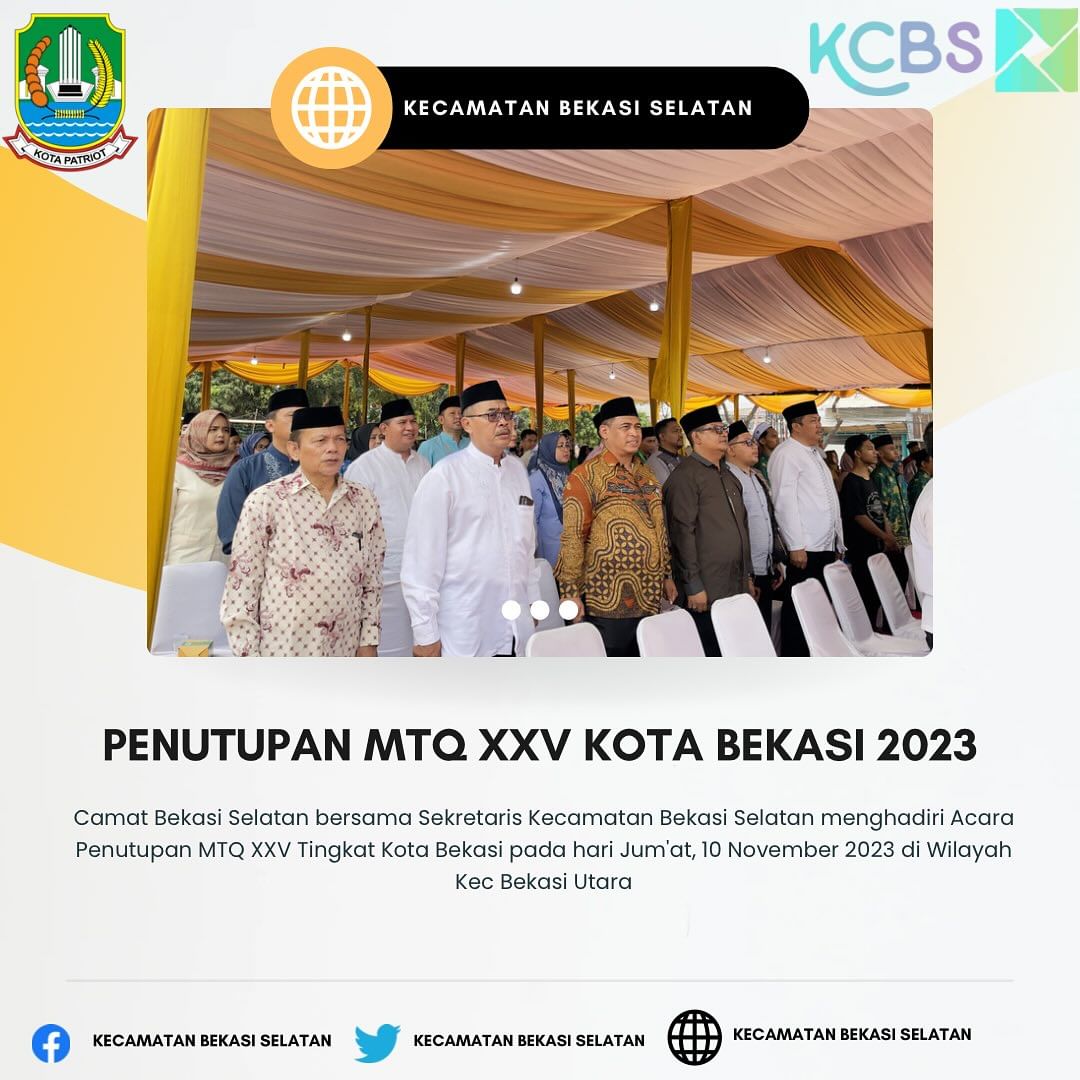 KOTA PATRIOT
KCBS
KECAMATAN BEKASI SELATAN
PENUTUPAN MTQ XXV KOTA BEKASI 2023
Camat Bekasi Selatan bersama Sekretaris Kecamatan Bekasi Selatan menghadiri Acara
Penutupan MTQ XXV Tingkat Kota Bekasi pada hari Jum'at, 10 November 2023 di Wilayah
Kec Bekasi Utara
KECAMATAN BEKASI SELATAN
KECAMATAN BEKASI SELATAN
KECAMATAN BEKASI SELATAN